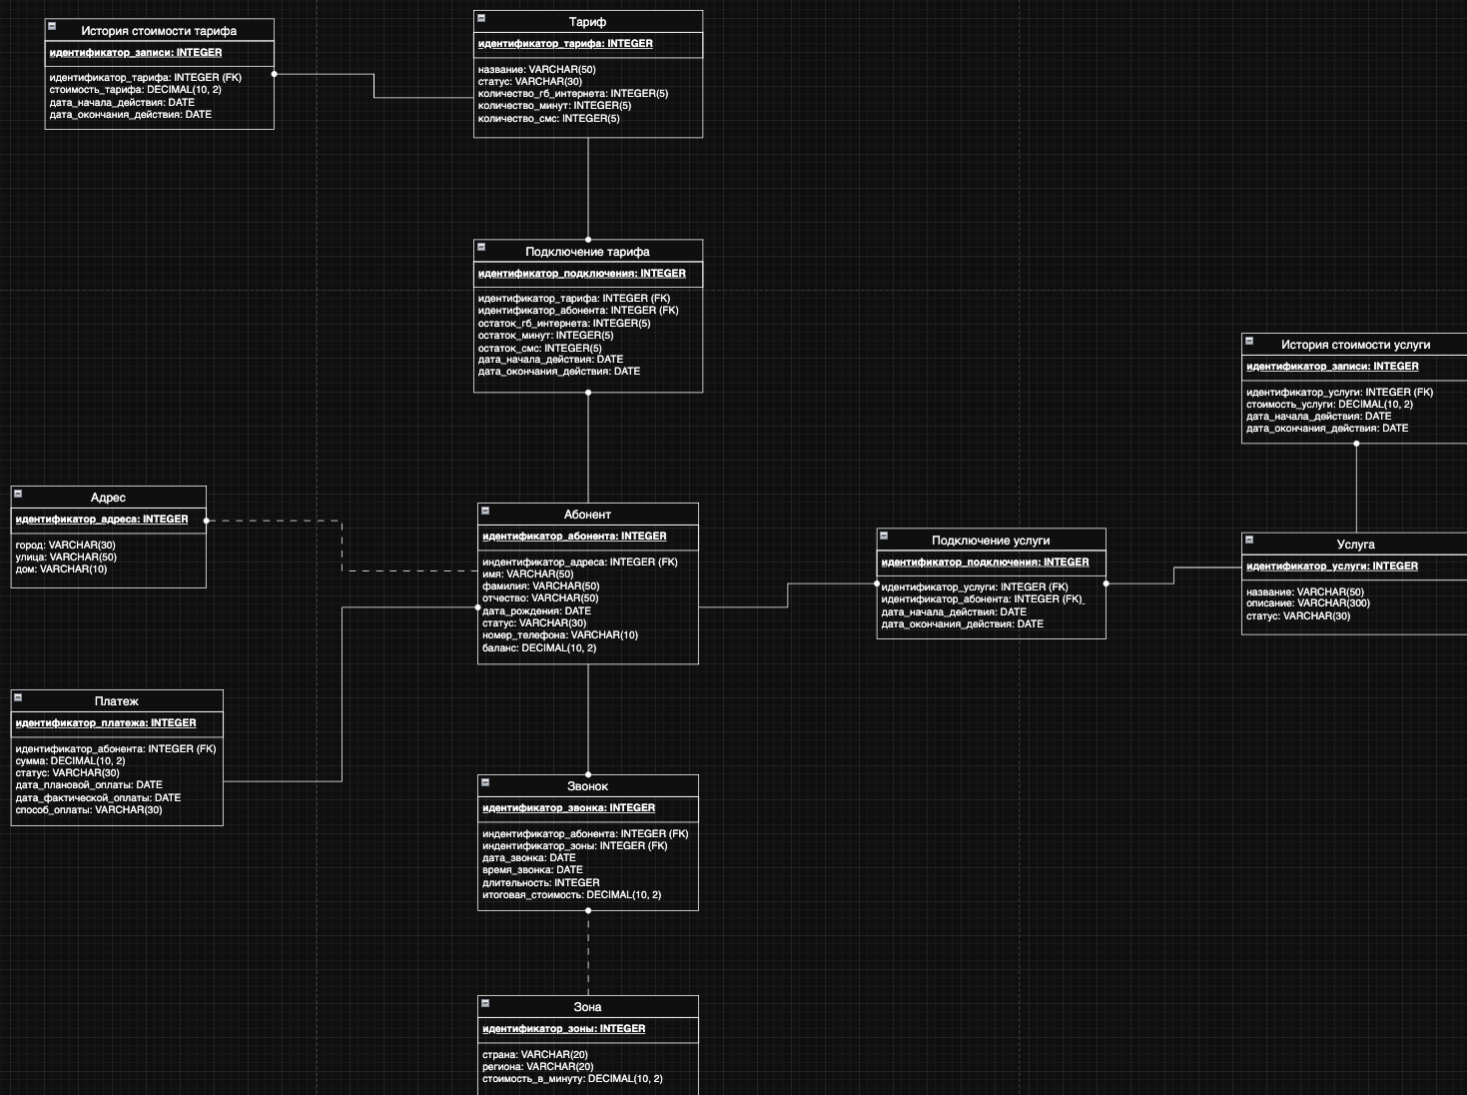 История стоимости тарифа
идентификатор_записи: INTEGER
идентификатор_тарифа: INTEGER (FK)
стоимость_тарифа: DECIMAL(10, 2)
дата_начала_действия: DATE
дата_окончания_действия: DATE
Тариф
идентификатор_тарифа: INTEGER
название: VARCHAR(50)
статус: VARCHAR(30)
количество_гб_интернета: INTEGER(5)
количество_минут: INTEGER(5)
количество_смс: INTEGER(5)
Подключение тарифа
идентификатор_подключения: INTEGER
идентификатор_тарифа: INTEGER (FK)
идентификатор_абонента: INTEGER (FK)
остаток_гб_интернета: INTEGER(5)
остаток_минут: INTEGER(5)
остаток_смс: INTEGER(5)
дата_начала_действия: DATE
дата_окончания_действия: DATE
История стоимости услуги
идентификатор_записи: INTEGER
идентификатор_услуги: INTEGER (FK)
стоимость_услуги: DECIMAL(10, 2)
дата_начала_действия: DATE
дата_окончания_действия: DATE
Адрес
идентификатор_адреса: INTEGER
город: VARCHAR(30)
улица: VARCHAR(50)
дом: VARCHAR(10)
Абонент
идентификатор_абонента: INTEGER
индентификатор_адреса: INTEGER (FK)
имя: VARCHAR(50)
фамилия: VARCHAR(50)
отчество: VARCHAR(50)
дата_рождения: DATE
статус: VARCHAR(30)
номер_телефона: VARCHAR(10)
баланс: DECIMAL(10, 2)
Подключение услуги
идентификатор_подключения: INTEGER
идентификатор_услуги: INTEGER (FK)
идентификатор_абонента: INTEGER (FK)_
дата_начала_действия: DATE
дата_окончания_действия: DATE
Услуга
идентификатор_услуги: INTEGER
название: VARCHAR(50)
описание: VARCHAR(300)
статус: VARCHAR(30)
Платеж
идентификатор_платежа: INTEGER
идентификатор_абонента: INTEGER (FK)
сумма: DECIMAL(10, 2)
статус: VARCHAR(30)
дата_плановой_оплаты: DATE
дата_фактической_оплаты: DATE
способ_оплаты: VARCHAR(30)
Звонок
идентификатор_звонка: INTEGER
индентификатор_абонента: INTEGER (FK)
индентификатор_зоны: INTEGER (FK)
дата_звонка: DATE
время_звонка: DATE
длительность: INTEGER
итоговая_стоимость: DECIMAL(10, 2)
Зона
идентификатор_зоны: INTEGER
страна: VARCHAR(20)
региона: VARCHAR(20)
стоимость_в_минуту: DECIMAL(10, 2)